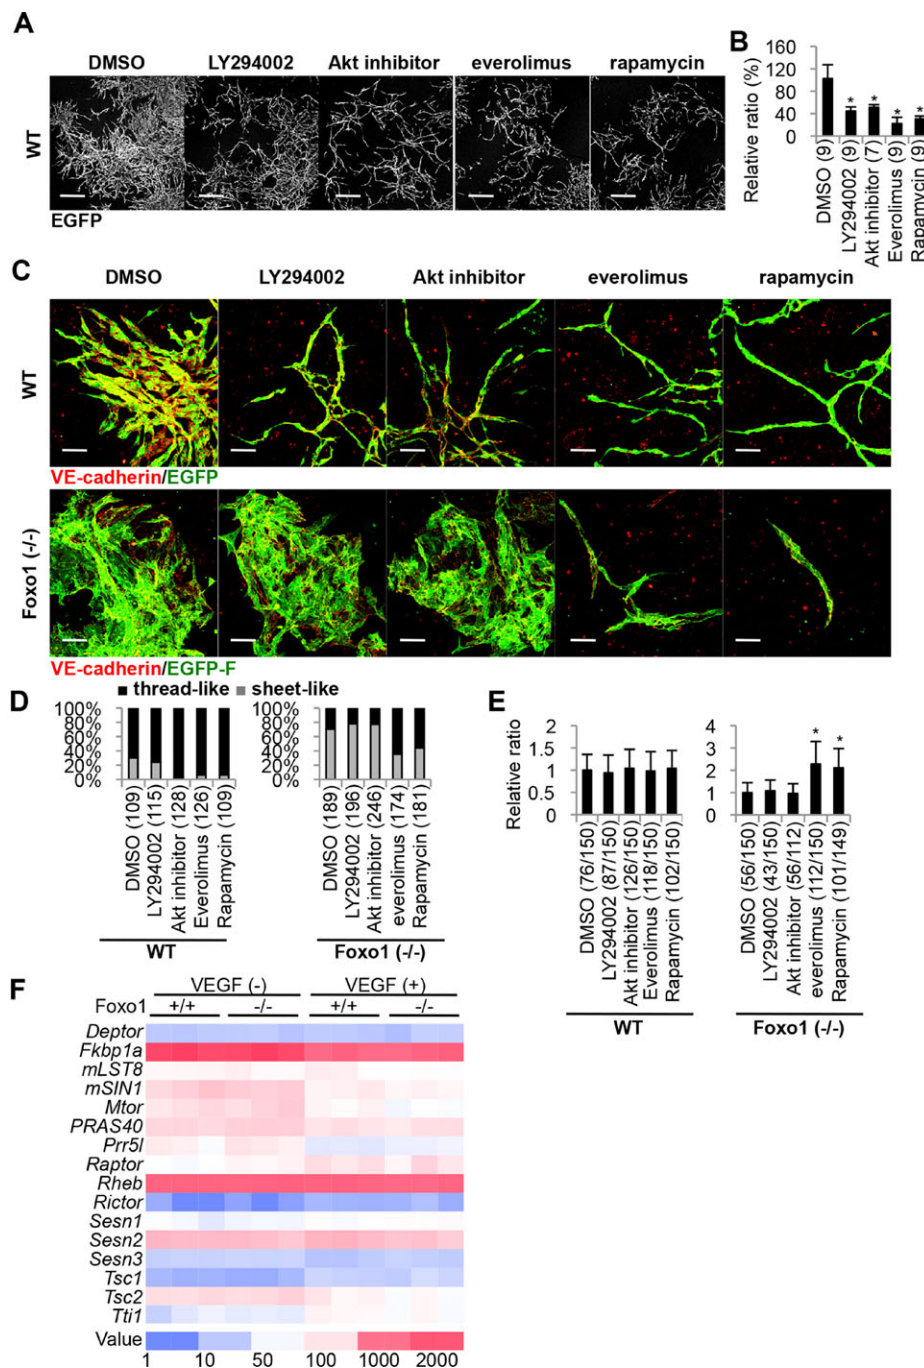 A
DMSO LY294002 Akt inhibitor everolimus rapamycin
WT
EGFP
B
Relative ratio (%)
160
120
80
40
0
* * * *
DMSO (9)
LY294002 (9)
Akt inhibitor (7)
Everolimus (9)
Rapamycin (9)
C
DMSO LY294002 Akt inhibitor everolimus rapamycin
WT
VE-cadherin/EGFP
Foxo1 (-/-)
VE-cadherin/EGFP-F
D
thread-like sheet-like
100%
80%
60%
40%
20%
0%
DMSO (109)
LY294002 (115)
Akt inhibitor (128)
Everolimus (126)
Rapamycin (109)
WT
100%
80%
60%
40%
20%
0%
DMSO (189)
LY294002 (196)
Akt inhibitor (246)
everolimus (174)
Rapamycin (181)
Foxo1 (-/-)
E
Relative ratio
2
1.5
1
0.5
0
DMSO (76/150)
LY294002 (87/150)
Akt inhibitor (126/150)
Everolimus (118/150)
Rapamycin (102/150)
WT
4
3
2
1
0
* *
DMSO (56/150)
LY294002 (43/150)
Akt inhibitor (56/112)
everolimus (112/150)
Rapamycin (101/149)
Foxo1 (-/-)
F
VEGF (-) VEGF (+)
Foxo1 +/+ -/- +/+ -/-
Deptor
Fkbp1a
mLST8
mSIN1
Mtor
PRAS40
Prr5l
Raptor
Rheb
Rictor
Sesn1
Sesn2
Sesn3
Tsc1
Tsc2
Tti1
Value
1 10 50 100 1000 2000